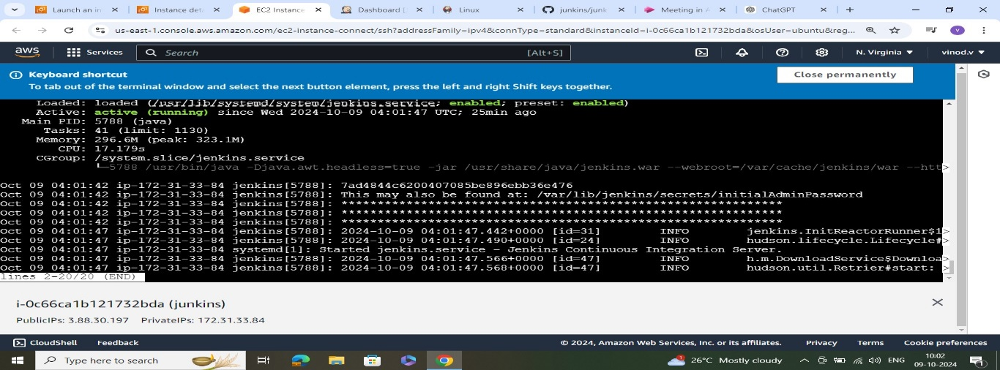 Launch an in
Instance det
EC2 Instance
Dashboard [
Linux
junkins/junk
Meeting in A
ChatGPT
us-east-1.console.aws.amazon.com/ec2-instance-connect/ssh?addressFamily=ipv4&connType=standard&instanceId=i-0c66ca1b121732bda&osUser=ubuntu&reg...
v
aws
Services
Search
[Alt+S]
N. Virginia
vinod.v
Keyboard shortcut
To tab out of the terminal window and select the next button element, press the left and right Shift keys together.
Close permanently
Loaded: loaded (/usr/lib/systemd/system/jenkins.service; enabled; preset: enabled)
Active: active (running) since Wed 2024-10-09 04:01:47 UTC; 25min ago
Main PID: 5788 (java)
Tasks: 41 (limit: 1130)
Memory: 296.6M (peak: 323.1M)
CPU: 17.179s
CGroup: /system.slice/jenkins.service
└─5788 /usr/bin/java -Djava.awt.headless=true -jar /usr/share/java/jenkins.war --webroot=/var/cache/jenkins/war --htt>
Oct 09 04:01:42 ip-172-31-33-84 jenkins[5788]: 7ad4844c6200407085be896ebb36e476
Oct 09 04:01:42 ip-172-31-33-84 jenkins[5788]: This may also be found at: /var/lib/jenkins/secrets/initialAdminPassword
Oct 09 04:01:42 ip-172-31-33-84 jenkins[5788]: *************************************************************
Oct 09 04:01:42 ip-172-31-33-84 jenkins[5788]: *************************************************************
Oct 09 04:01:42 ip-172-31-33-84 jenkins[5788]: *************************************************************
Oct 09 04:01:47 ip-172-31-33-84 jenkins[5788]: 2024-10-09 04:01:47.442+0000 [id=31] INFO jenkins.InitReactorRunner$1>
Oct 09 04:01:47 ip-172-31-33-84 jenkins[5788]: 2024-10-09 04:01:47.490+0000 [id=24] INFO hudson.lifecycle.Lifecycle#>
Oct 09 04:01:47 ip-172-31-33-84 systemd[1]: Started jenkins.service - Jenkins Continuous Integration Server.
Oct 09 04:01:47 ip-172-31-33-84 jenkins[5788]: 2024-10-09 04:01:47.566+0000 [id=47] INFO h.m.DownloadService$Downloa>
Oct 09 04:01:47 ip-172-31-33-84 jenkins[5788]: 2024-10-09 04:01:47.568+0000 [id=47] INFO hudson.util.Retrier#start: >
lines 2-20/20 (END)
i-0c66ca1b121732bda (junkins)
PublicIPs: 3.88.30.197 PrivateIPs: 172.31.33.84
CloudShell
Feedback
© 2024, Amazon Web Services, Inc. or its affiliates.
Privacy
Terms
Cookie preferences
Type here to search
26°C Mostly cloudy
ENG
10:02
09-10-2024